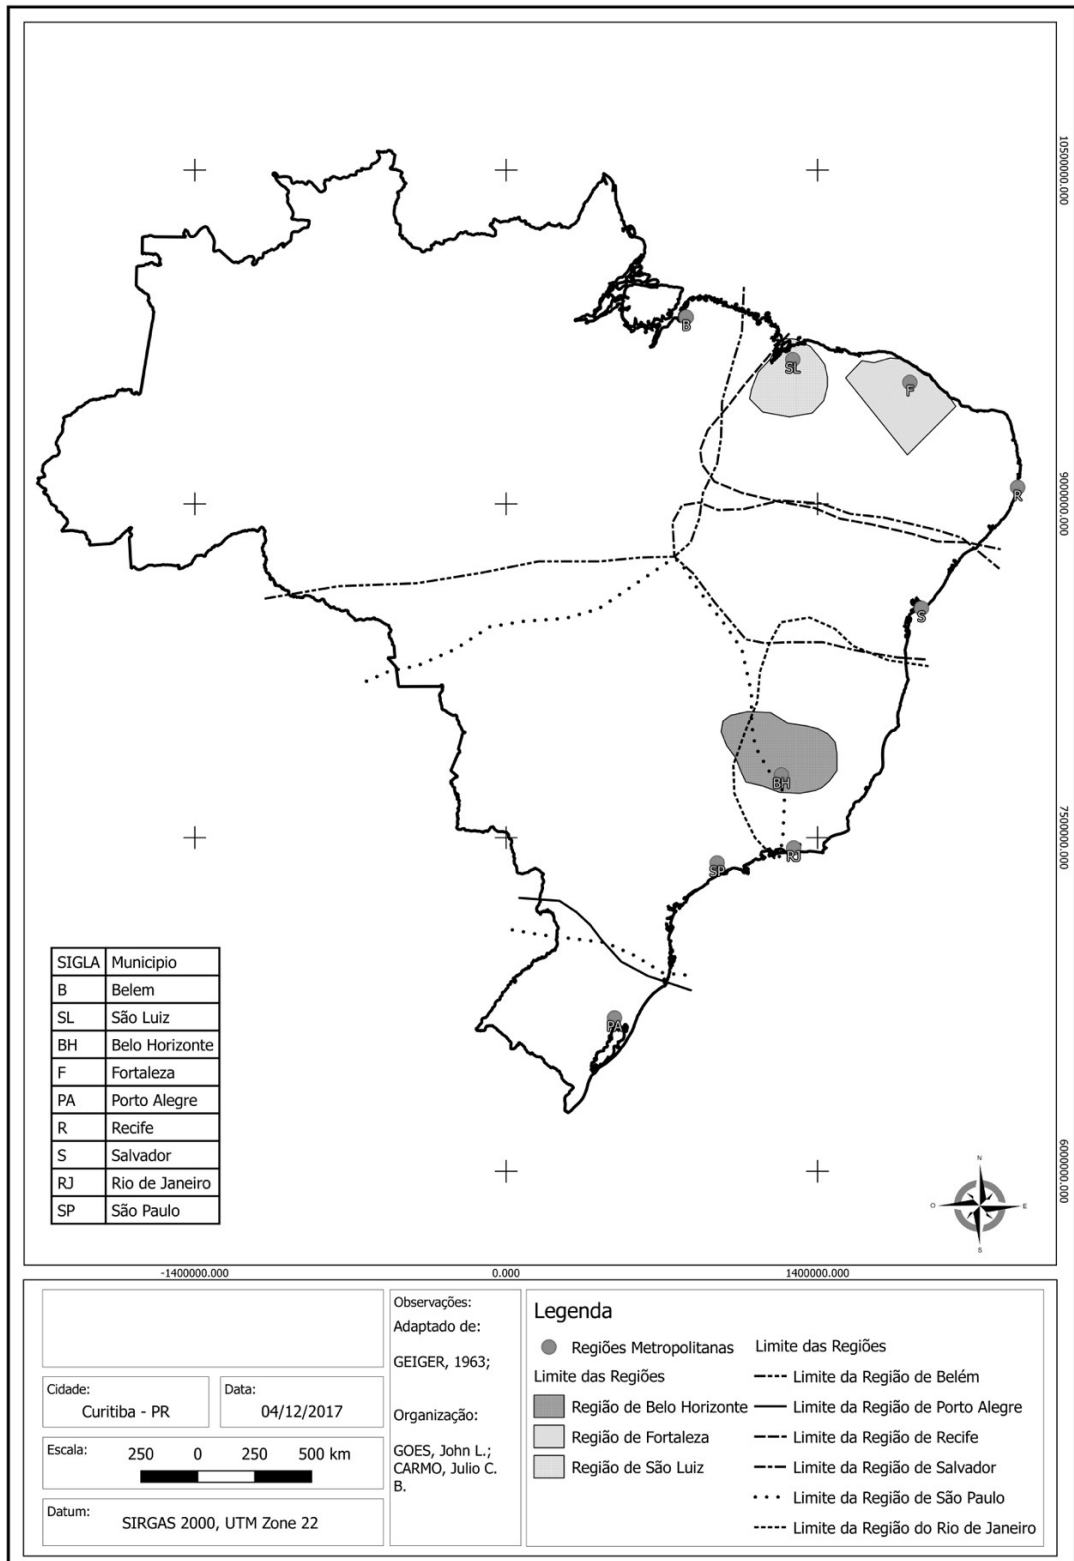 10500000.000
B
SL
F
R
9000000.000
S
BH
RJ
SP
7500000.000
PA
SIGLA Municipio
B Belem
SL São Luiz
BH Belo Horizonte
F Fortaleza
PA Porto Alegre
R Recife
S Salvador
RJ Rio de Janeiro
SP São Paulo
6000000.000
N
O E
S
-1400000.000 0.000 1400000.000
Cidade:
Curitiba - PR
Data:
04/12/2017
Escala:
250 0 250 500 km
Datum:
SIRGAS 2000, UTM Zone 22
Observações:
Adaptado de:
GEIGER, 1963;
Organização:
GOES, John L.;
CARMO, Julio C.
B.
Legenda
Regiões Metropolitanas
Limite das Regiões
Região de Belo Horizonte
Região de Fortaleza
Região de São Luiz
Limite das Regiões
Limite da Região de Belém
Limite da Região de Porto Alegre
Limite da Região de Recife
Limite da Região de Salvador
Limite da Região de São Paulo
Limite da Região do Rio de Janeiro